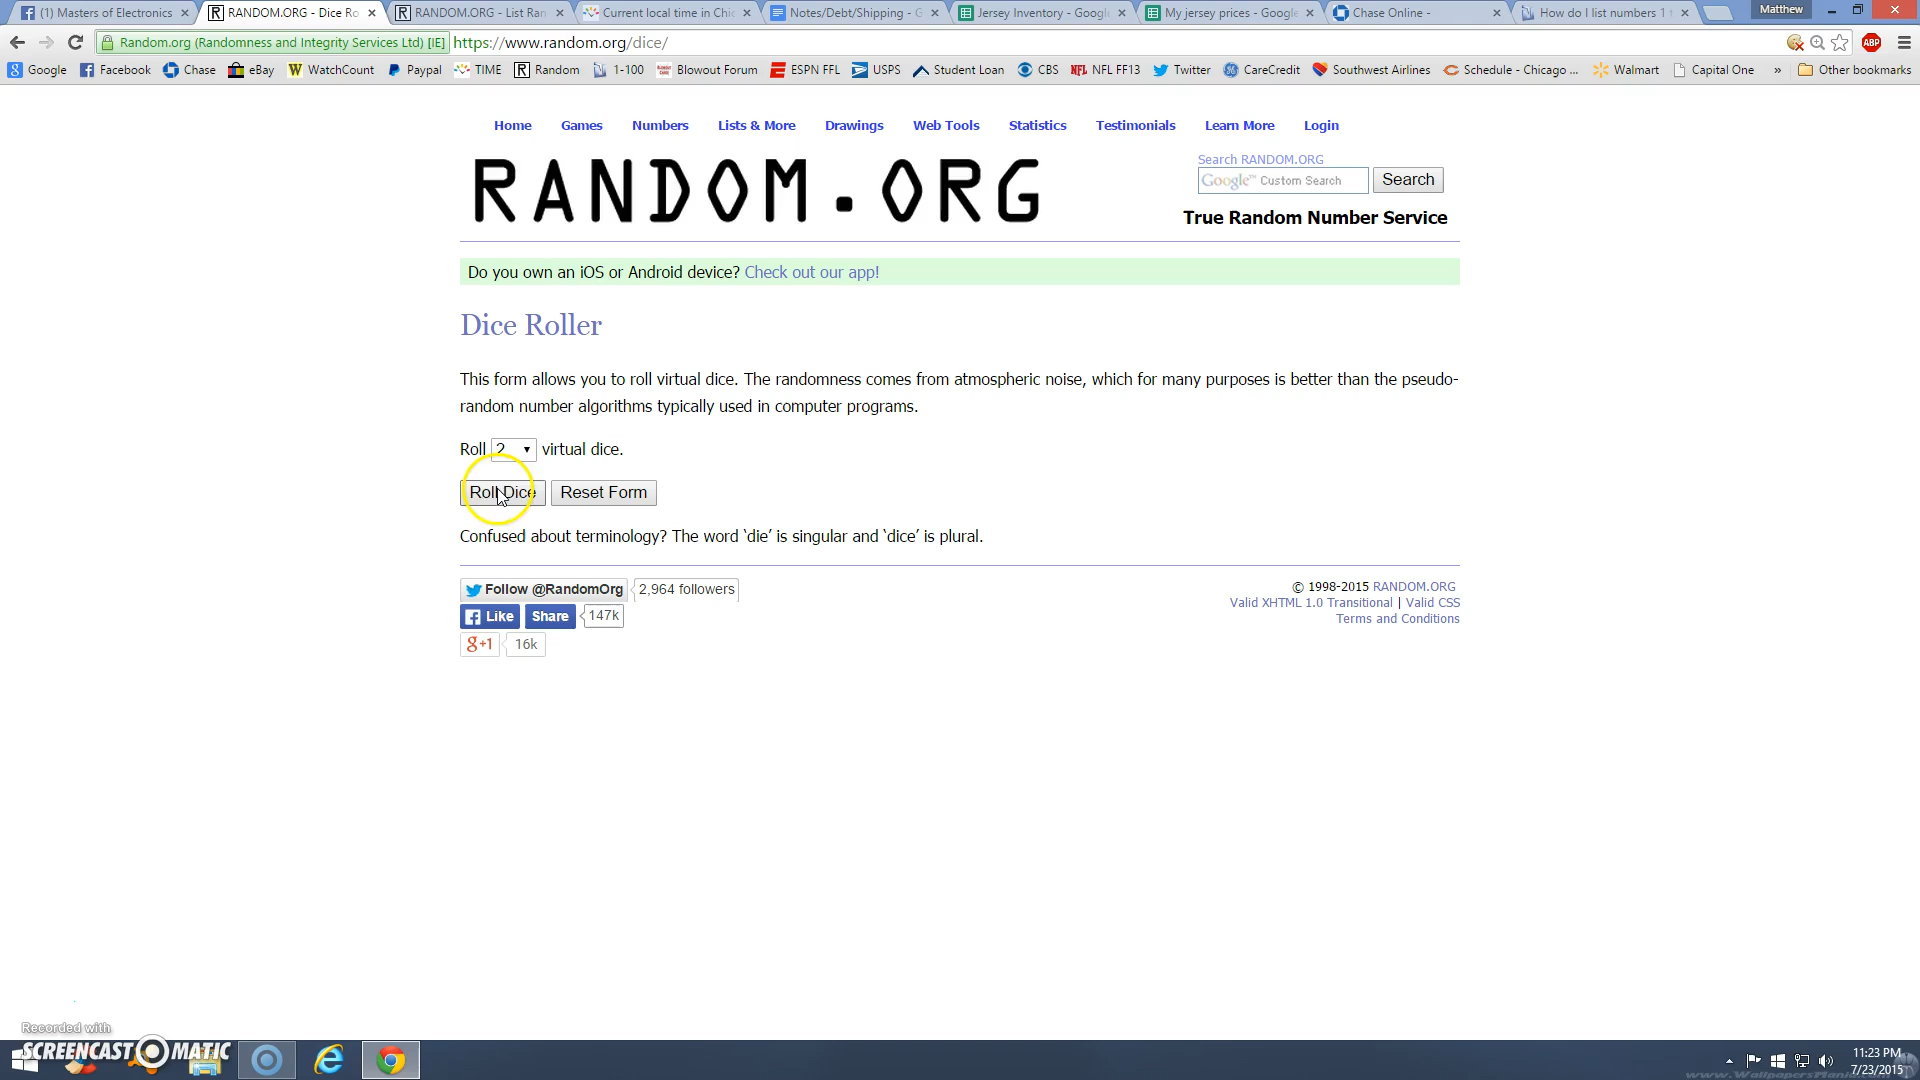 (1) Masters of Electronics
RANDOM.ORG - Dice Ro
RANDOM.ORG - List Ran
Current local time in Chic
Notes/Debt/Shipping - G
Jersey Inventory - Google
My jersey prices - Google
Chase Online -
How do I list numbers 1
Matthew
Random.org (Randomness and Integrity Services Ltd) [IE]
https://www.random.org/dice/
ABP
Google Facebook Chase eBay WatchCount Paypal TIME Random 1-100 Blowout Forum ESPN FFL USPS Student Loan CBS NFL FF13 Twitter CareCredit Southwest Airlines Schedule - Chicago ... Walmart Capital One » Other bookmarks
Home Games Numbers Lists & More Drawings Web Tools Statistics Testimonials Learn More Login
RANDOM.ORG
Search RANDOM.ORG
Google™ Custom Search
Search
True Random Number Service
Do you own an iOS or Android device? Check out our app!
Dice Roller
This form allows you to roll virtual dice. The randomness comes from atmospheric noise, which for many purposes is better than the pseudo-
random number algorithms typically used in computer programs.
Roll 2 virtual dice.
Roll Dice Reset Form
Confused about terminology? The word ‘die’ is singular and ‘dice’ is plural.
Follow @RandomOrg 2,964 followers
Like Share 147k
g+1 16k
© 1998-2015 RANDOM.ORG
Valid XHTML 1.0 Transitional | Valid CSS
Terms and Conditions
Recorded with
SCREENCAST O MATIC
11:23 PM
7/23/2015
www.WallpapersMania.com